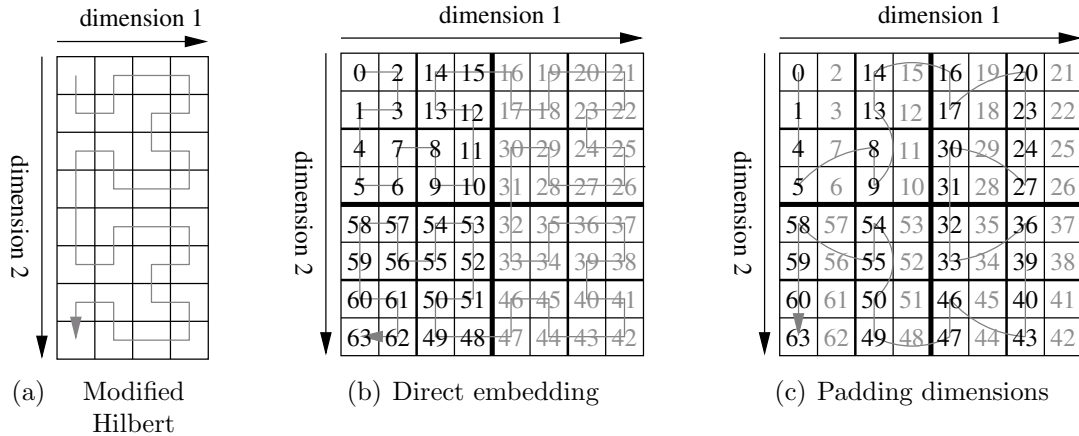 dimension 1
dimension 2
(a) Modified
Hilbert
dimension 1
dimension 2
0 2 14 15 16 19 20 21
1 3 13 12 17 18 23 22
4 7 8 11 30 29 24 25
5 6 9 10 31 28 27 26
58 57 54 53 32 35 36 37
59 56 55 52 33 34 39 38
60 61 50 51 46 45 40 41
63 62 49 48 47 44 43 42
(b) Direct embedding
dimension 1
dimension 2
0 2 14 15 16 19 20 21
1 3 13 12 17 18 23 22
4 7 8 11 30 29 24 25
5 6 9 10 31 28 27 26
58 57 54 53 32 35 36 37
59 56 55 52 33 34 39 38
60 61 50 51 46 45 40 41
63 62 49 48 47 44 43 42
(c) Padding dimensions